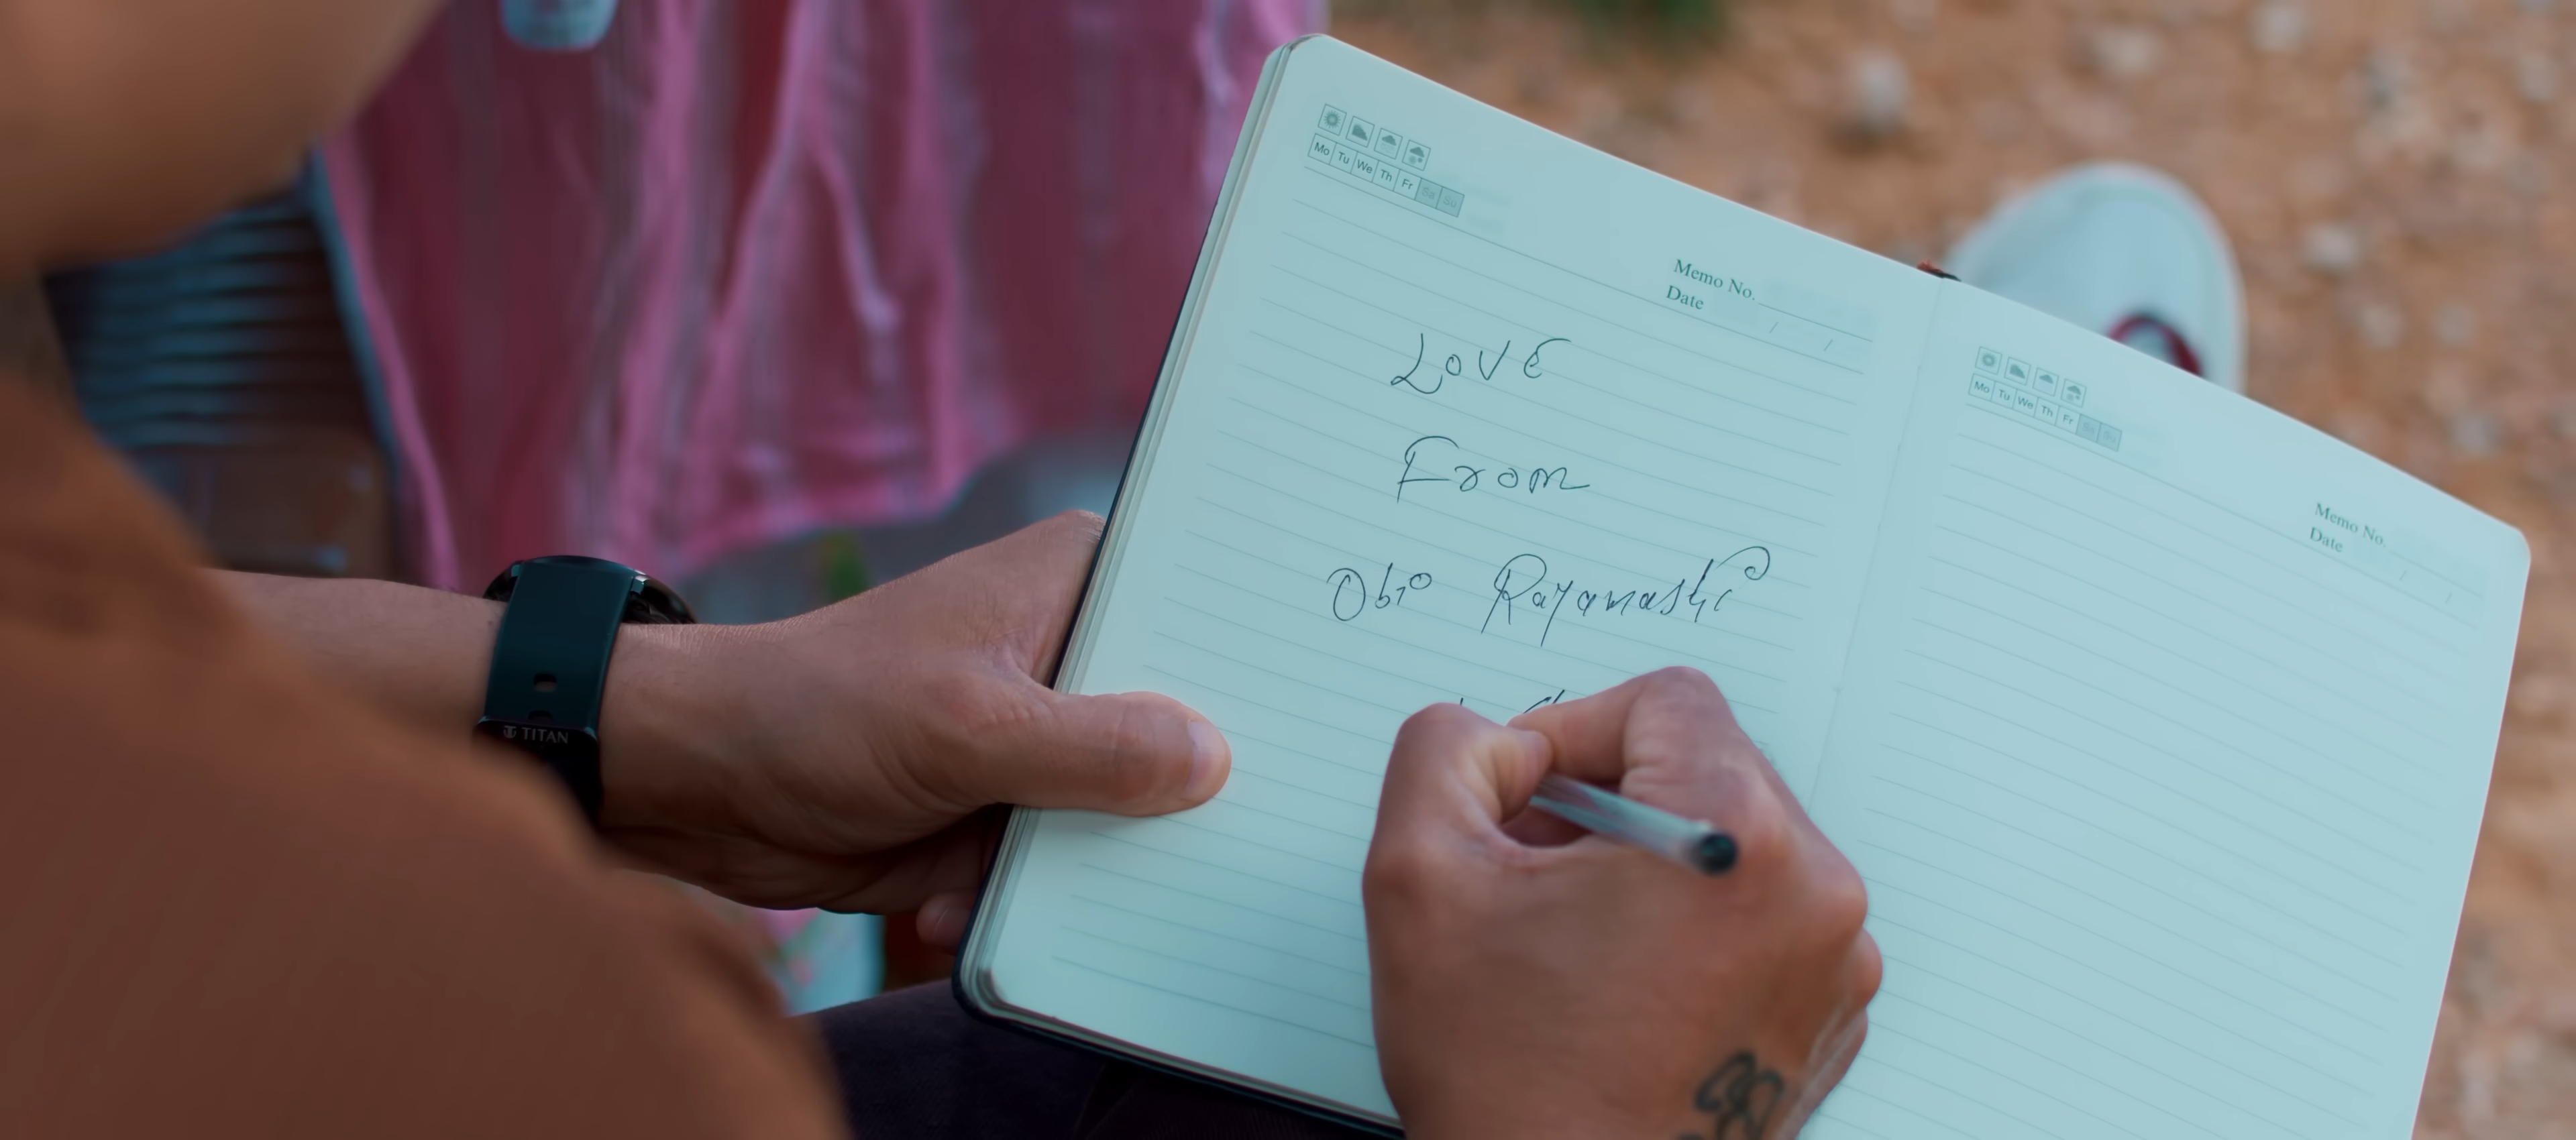 Mo Tu We Th Fr Sa Su
Memo No.
Date / /
LOVE
From
Obio Rayanashi
Mo Tu We Th Fr Sa Su
Memo No.
Date / /
TITAN